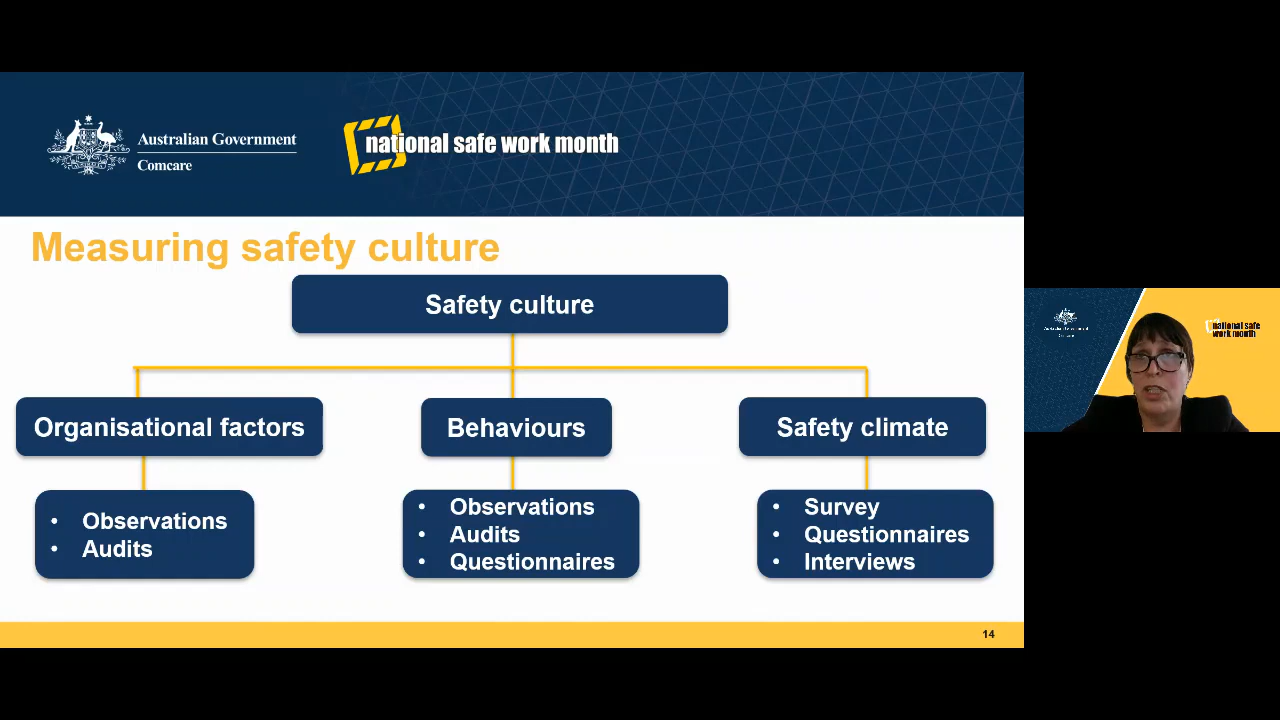 Australian Government
Comcare
national safe work month
Measuring safety culture
Safety culture
Organisational factors
Behaviours
Safety climate
• Observations
• Audits
• Observations
• Audits
• Questionnaires
• Survey
• Questionnaires
• Interviews
14
national safe
work month